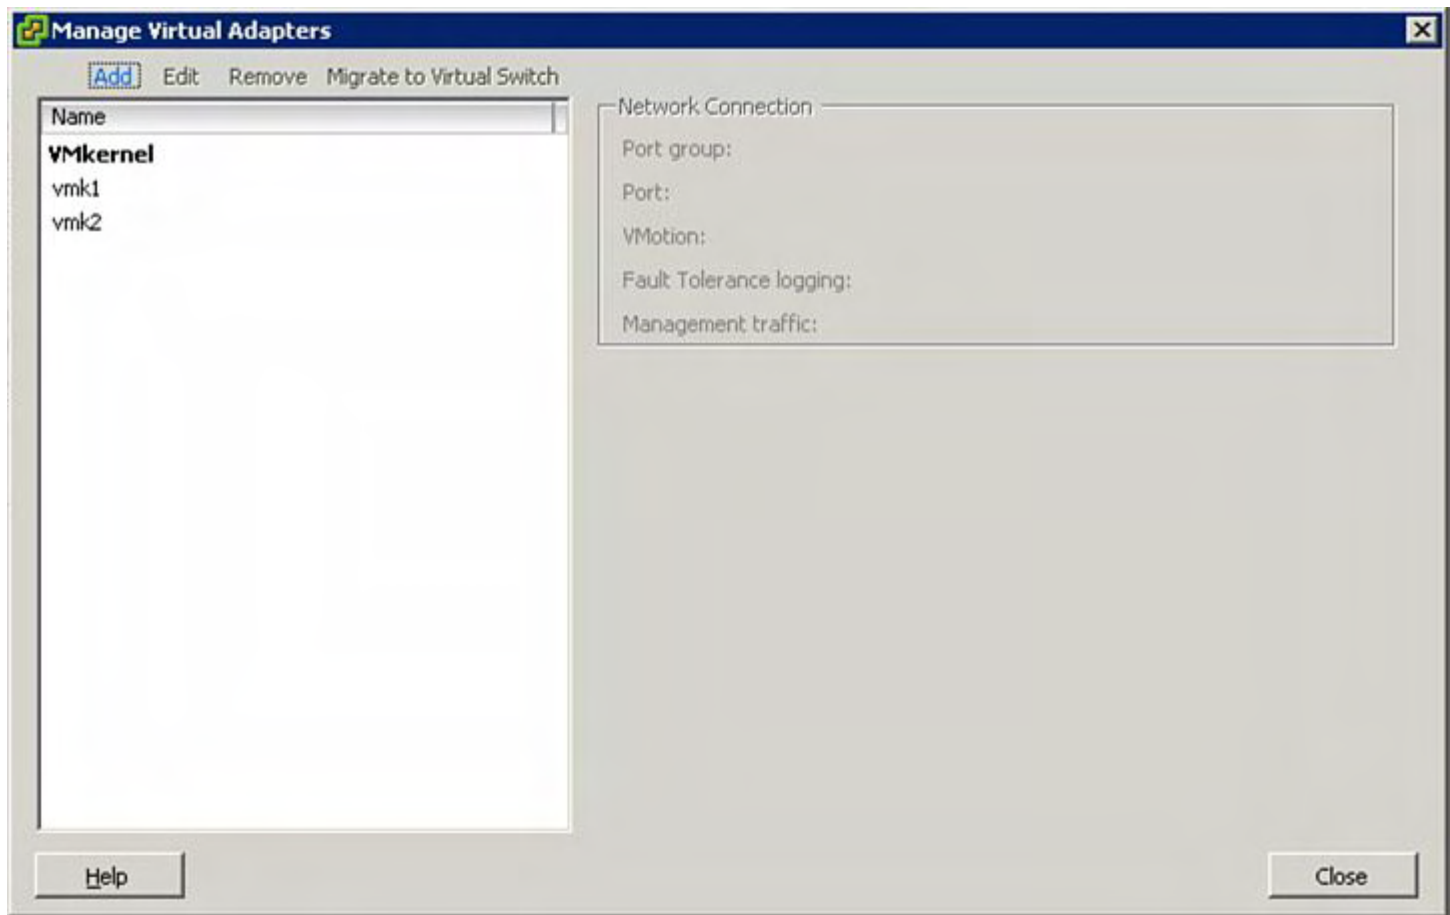 Manage Virtual Adapters
Add Edit Remove Migrate to Virtual Switch
Name
VMkernel
vmk1
vmk2
Network Connection
Port group:
Port:
VMotion:
Fault Tolerance logging:
Management traffic:
Help
Close